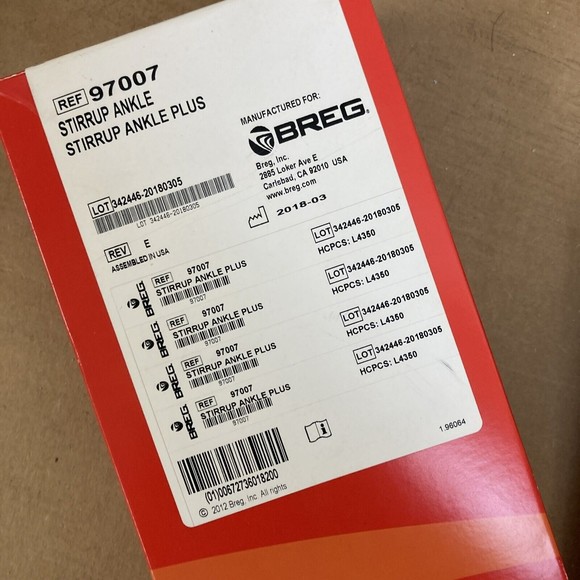 REF 97007
STIRRUP ANKLE
STIRRUP ANKLE PLUS
MANUFACTURED FOR:
BREG®
Breg, Inc.
2885 Loker Ave E
Carlsbad, CA 92010 USA
www.breg.com
LOT 342446-20180305
LOT 342446-20180305
2018-03
REV E
ASSEMBLED IN USA
BREG
REF 97007
STIRRUP ANKLE PLUS
97007
LOT 342446-20180305
HCPCS: L4350
BREG
REF 97007
STIRRUP ANKLE PLUS
97007
LOT 342446-20180305
HCPCS: L4350
BREG
REF 97007
STIRRUP ANKLE PLUS
97007
LOT 342446-20180305
HCPCS: L4350
BREG
REF 97007
STIRRUP ANKLE PLUS
97007
LOT 342446-20180305
HCPCS: L4350
(01)00672736018200
© 2012 Breg, Inc. All rights
i
1.96064